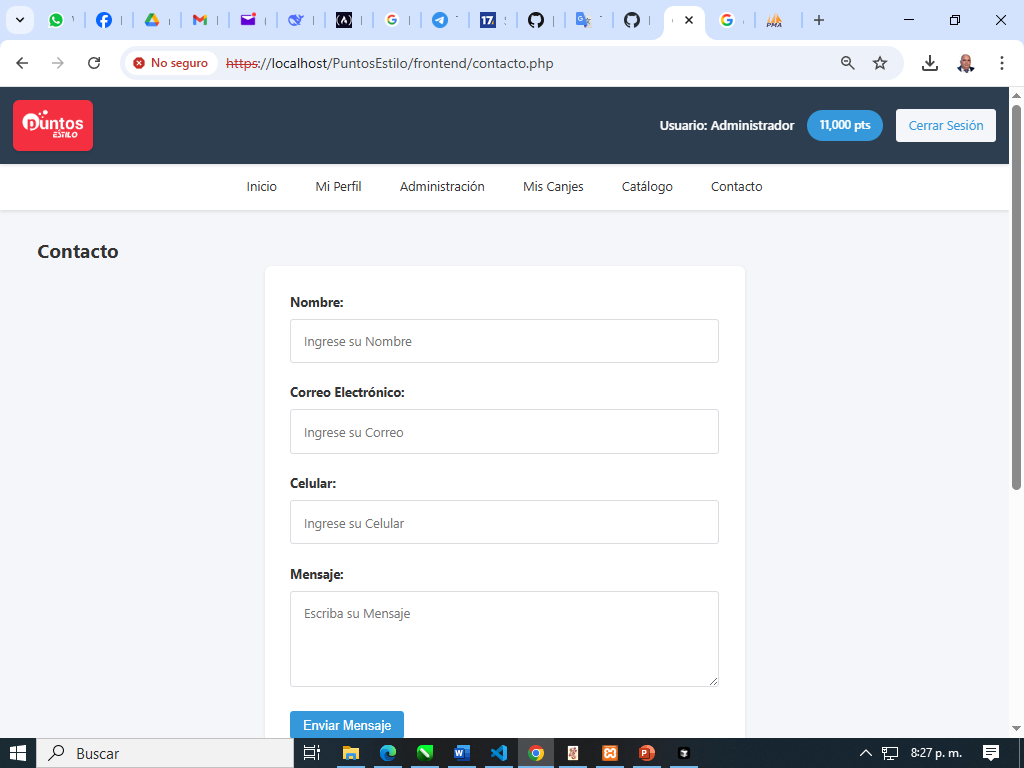 No seguro
https://localhost/PuntosEstilo/frontend/contacto.php
Puntos
ESTILO
Usuario: Administrador
11,000 pts
Cerrar Sesión
Inicio
Mi Perfil
Administración
Mis Canjes
Catálogo
Contacto
Contacto
Nombre:
Ingrese su Nombre
Correo Electrónico:
Ingrese su Correo
Celular:
Ingrese su Celular
Mensaje:
Escriba su Mensaje
Enviar Mensaje
Buscar
8:27 p. m.